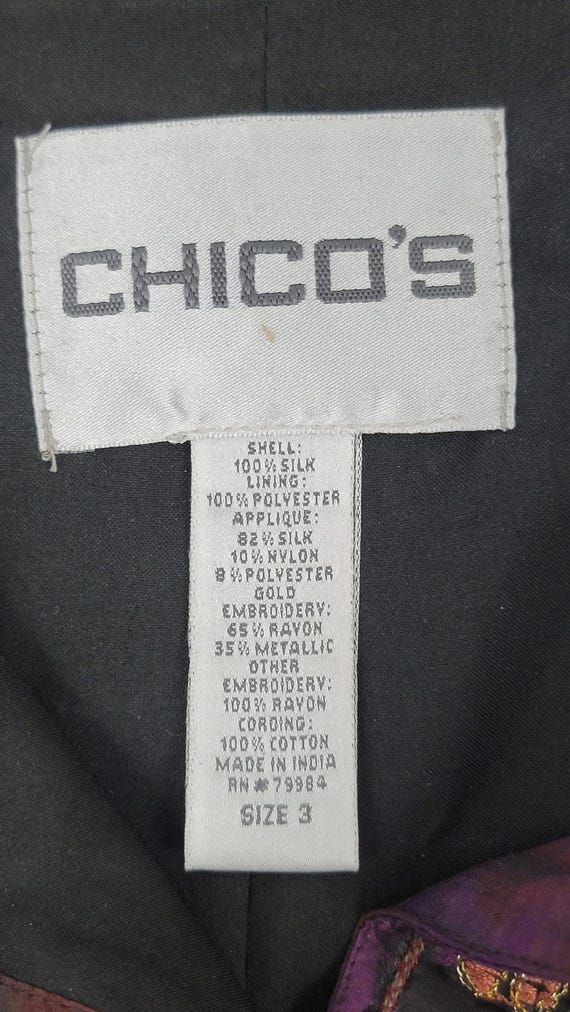 CHICO'S
SHELL:
100% SILK
LINING:
100% POLYESTER
APPLIQUE:
82% SILK
10% NYLON
8% POLYESTER
GOLD
EMBROIDERY:
65% RAYON
35% METALLIC
OTHER
EMBROIDERY:
100% RAYON
CORDING:
100% COTTON
MADE IN INDIA
RN #79984
SIZE 3